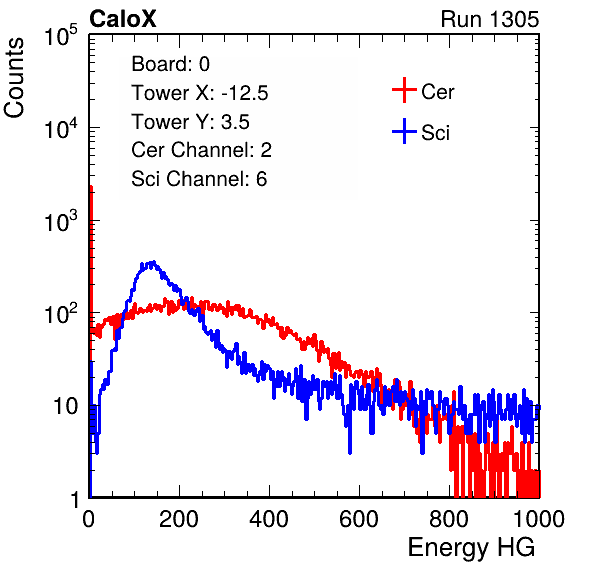 CaloX Run 1305
Counts
Board: 0
Tower X: -12.5
Tower Y: 3.5
Cer Channel: 2
Sci Channel: 6
Cer
Sci
10^5
10^4
10^3
10^2
10
1
0 200 400 600 800 1000
Energy HG